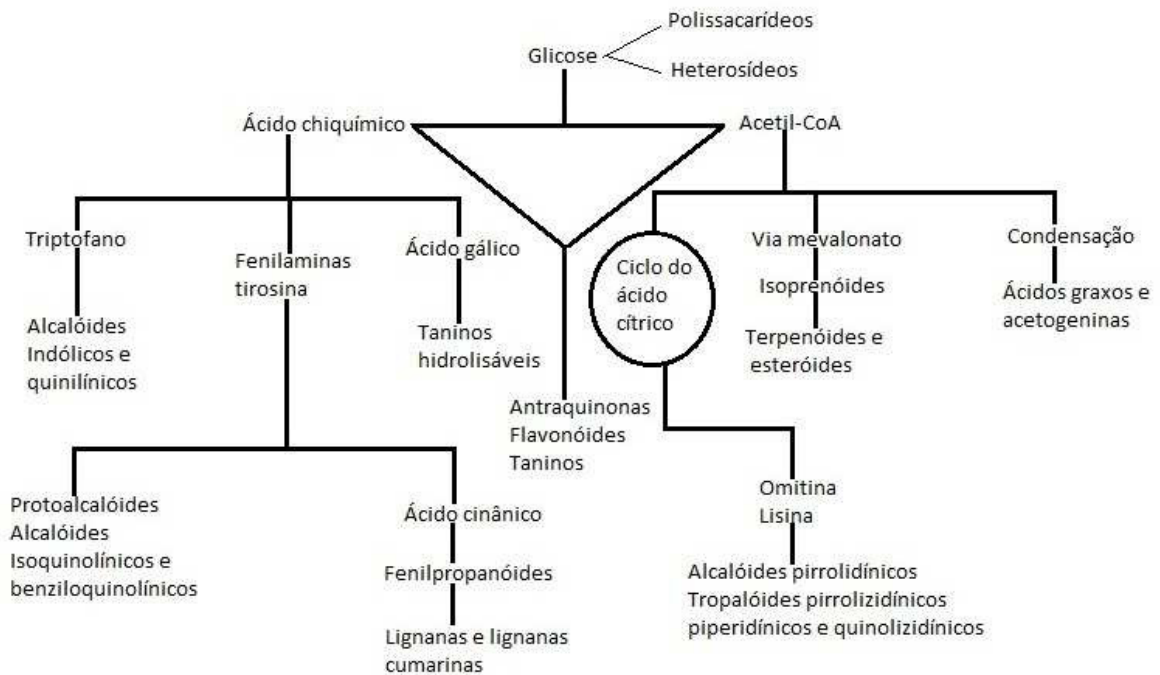 Polissacarídeos
Glicose
Heterosídeos
Ácido chiquímico
Acetil-CoA
Triptofano
Fenilaminas
tirosina
Ácido gálico
Ciclo do
ácido
cítrico
Via mevalonato
Condensação
Isoprenóides
Ácidos graxos e
acetogeninas
Alcalóides
Indólicos e
quinilínicos
Taninos
hidrolisáveis
Terpenóides e
esteróides
Antraquinonas
Flavonóides
Taninos
Protoalcalóides
Alcalóides
Isoquinolínicos e
benziloquinolínicos
Ácido cinânico
Fenilpropanóides
Lignanas e lignanas
cumarinas
Omitina
Lisina
Alcalóides pirrolidínicos
Tropalóides pirrolizidínicos
piperidínicos e quinolizidínicos